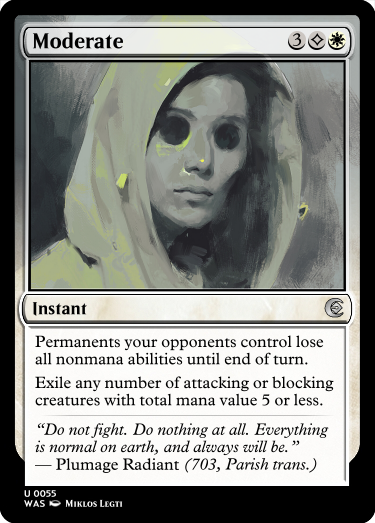 Moderate 3
Instant
Permanents your opponents control lose
all nonmana abilities until end of turn.
Exile any number of attacking or blocking
creatures with total mana value 5 or less.
“Do not fight. Do nothing at all. Everything
is normal on earth, and always will be.”
— Plumage Radiant (703, Parish trans.)
U 0055
WAS Miklos Legti